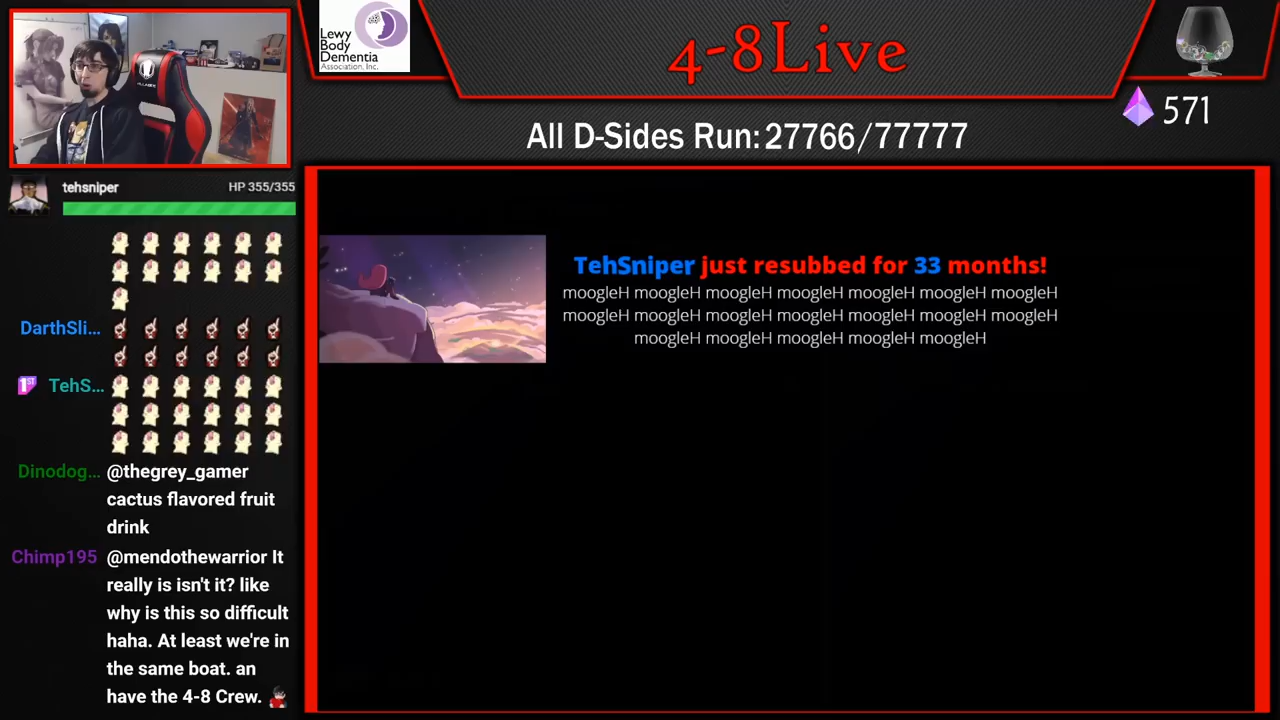 Lewy
Body
Dementia
Association, Inc.
4-8Live
571
All D-Sides Run:27766/77777
tehsniper HP 355/355
TehSniper just resubbed for 33 months!
moogleH moogleH moogleH moogleH moogleH moogleH moogleH
moogleH moogleH moogleH moogleH moogleH moogleH moogleH
moogleH moogleH moogleH moogleH moogleH
DarthSli...
1ST TehS...
Dinodog... @thegrey_gamer
cactus flavored fruit
drink
Chimp195 @mendothewarrior It
really is isn't it? like
why is this so difficult
haha. At least we're in
the same boat. an
have the 4-8 Crew.